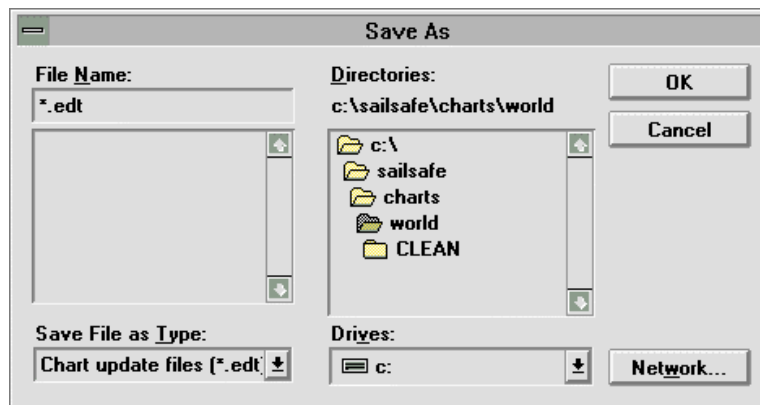 Save As
File Name:
*.edt
Directories:
c:\sailsafe\charts\world
c:\
sailsafe
charts
world
CLEAN
OK
Cancel
Save File as Type:
Chart update files (*.edt)
Drives:
c:
Network...